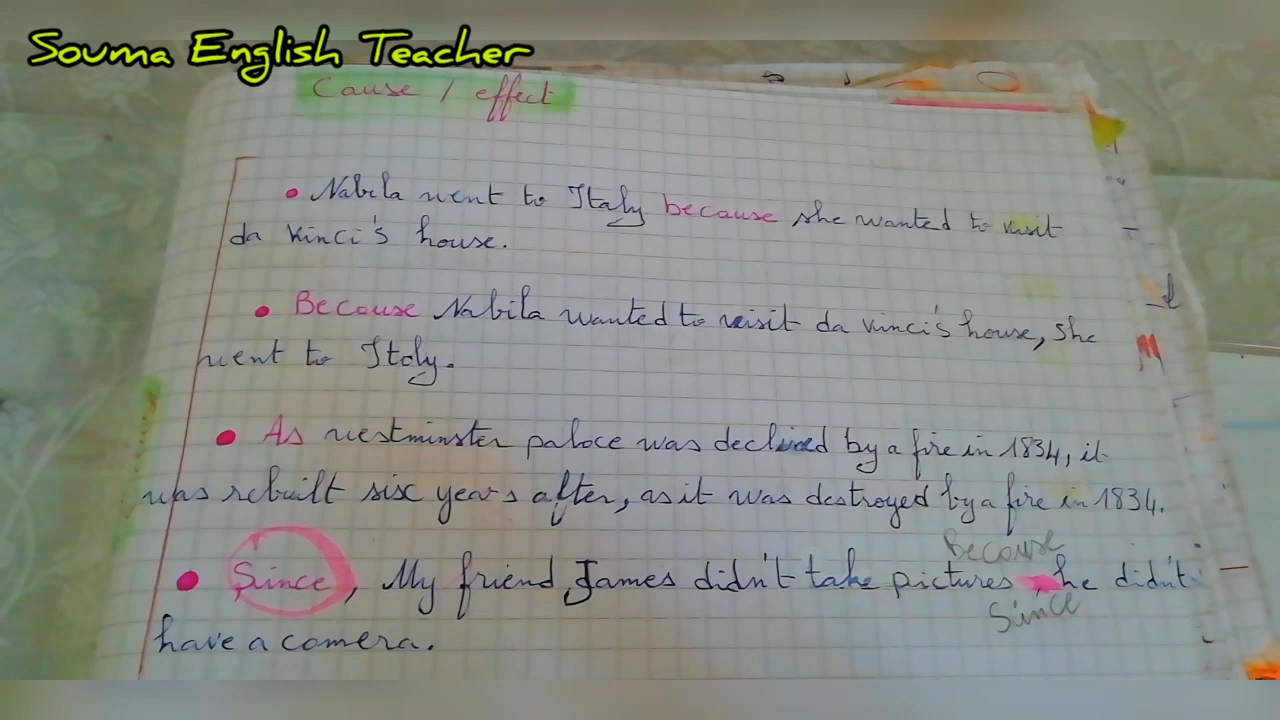 Souma English Teacher
Cause / effect
• Nabila went to Italy because she wanted to visit
da Vinci's house.
• Because Nabila wanted to visit da vinci's house, she
went to Italy.
• As westminster palace was by a fire in 1834, it
was rebuilt six years after, as it was destroyed by a fire in 1834.
Because
• Since, My friend James didn't take pictures, he didn't
Since
have a camera.